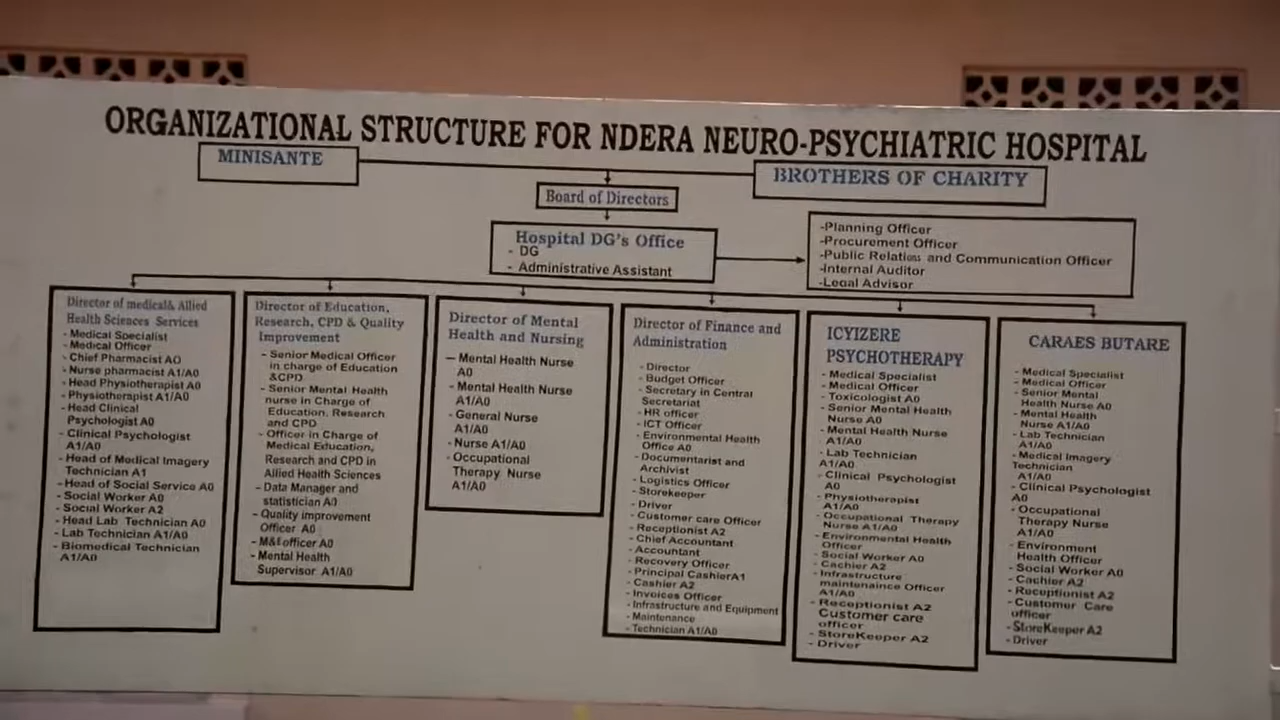 ORGANIZATIONAL STRUCTURE FOR NDERA NEURO-PSYCHIATRIC HOSPITAL
MINISANTE
BROTHERS OF CHARITY
Board of Directors
Hospital DG's Office
- DG
- Administrative Assistant
-Planning Officer
-Procurement Officer
-Public Relations and Communication Officer
-Internal Auditor
-Legal Advisor
Director of medical& Allied
Health Sciences Services
- Medical Specialist
- Medical Officer
- Chief Pharmacist AO
- Nurse pharmacist A1/A0
- Head Physiotherapist A0
- Physiotherapist A1/A0
- Head Clinical
Psychologist A0
- Clinical Psychologist
A1/A0
- Head of Medical Imagery
Technician A1
- Head of Social Service A0
- Social Worker A0
- Social Worker A2
- Head Lab Technician A0
- Lab Technician A1/A0
- Biomedical Technician
A1/A0
Director of Education,
Research, CPD & Quality
Improvement
- Senior Medical Officer
in charge of Education
&CPD
- Senior Mental Health
nurse in Charge of
Education, Research
and CPD
- Officer in Charge of
Medical Education,
Research and CPD in
Allied Health Sciences
- Data Manager and
statistician A0
- Quality improvement
Officer A0
- M&E officer A0
- Mental Health
Supervisor A1/A0
Director of Mental
Health and Nursing
- Mental Health Nurse
A0
- Mental Health Nurse
A1/A0
- General Nurse
A1/A0
- Nurse A1/A0
- Occupational
Therapy Nurse
A1/A0
Director of Finance and
Administration
- Director
- Budget Officer
- Secretary in Central
Secretariat
- HR officer
- ICT Officer
- Environmental Health
Office A0
- Documentarist and
Archivist
- Logistics Officer
- Storekeeper
- Driver
- Customer care Officer
- Receptionist A2
- Chief Accountant
- Accountant
- Recovery Officer
- Principal CashierA1
- Cashier A2
- Invoices Officer
- Infrastructure and Equipment
- Maintenance
- Technician A1/A0
ICYIZERE
PSYCHOTHERAPY
- Medical Specialist
- Medical Officer
- Toxicologist A0
- Senior Mental Health
Nurse A0
- Mental Health Nurse
A1/A0
- Lab Technician
A1/A0
- Clinical Psychologist
A0
- Physiotherapist
A1/A0
- Occupational Therapy
Nurse A1/A0
- Environmental Health
Officer
- Social Worker A0
- Cachier A2
- Infrastructure
maintenaince Officer
A1/A0
- Receptionist A2
Customer care
officer
- StoreKeeper A2
- Driver
CARAES BUTARE
- Medical Specialist
- Medical Officer
- Senior Mental
Health Nurse A0
- Mental Health
Nurse A1/A0
- Lab Technician
A1/A0
- Medical Imagery
Technician
A1/A0
- Clinical Psychologist
A0
- Occupational
Therapy Nurse
A1/A0
- Environment
Health Officer
- Social Worker A0
- Cachier A2
- Receptionist A2
- Customer Care
officer
- StoreKeeper A2
- Driver